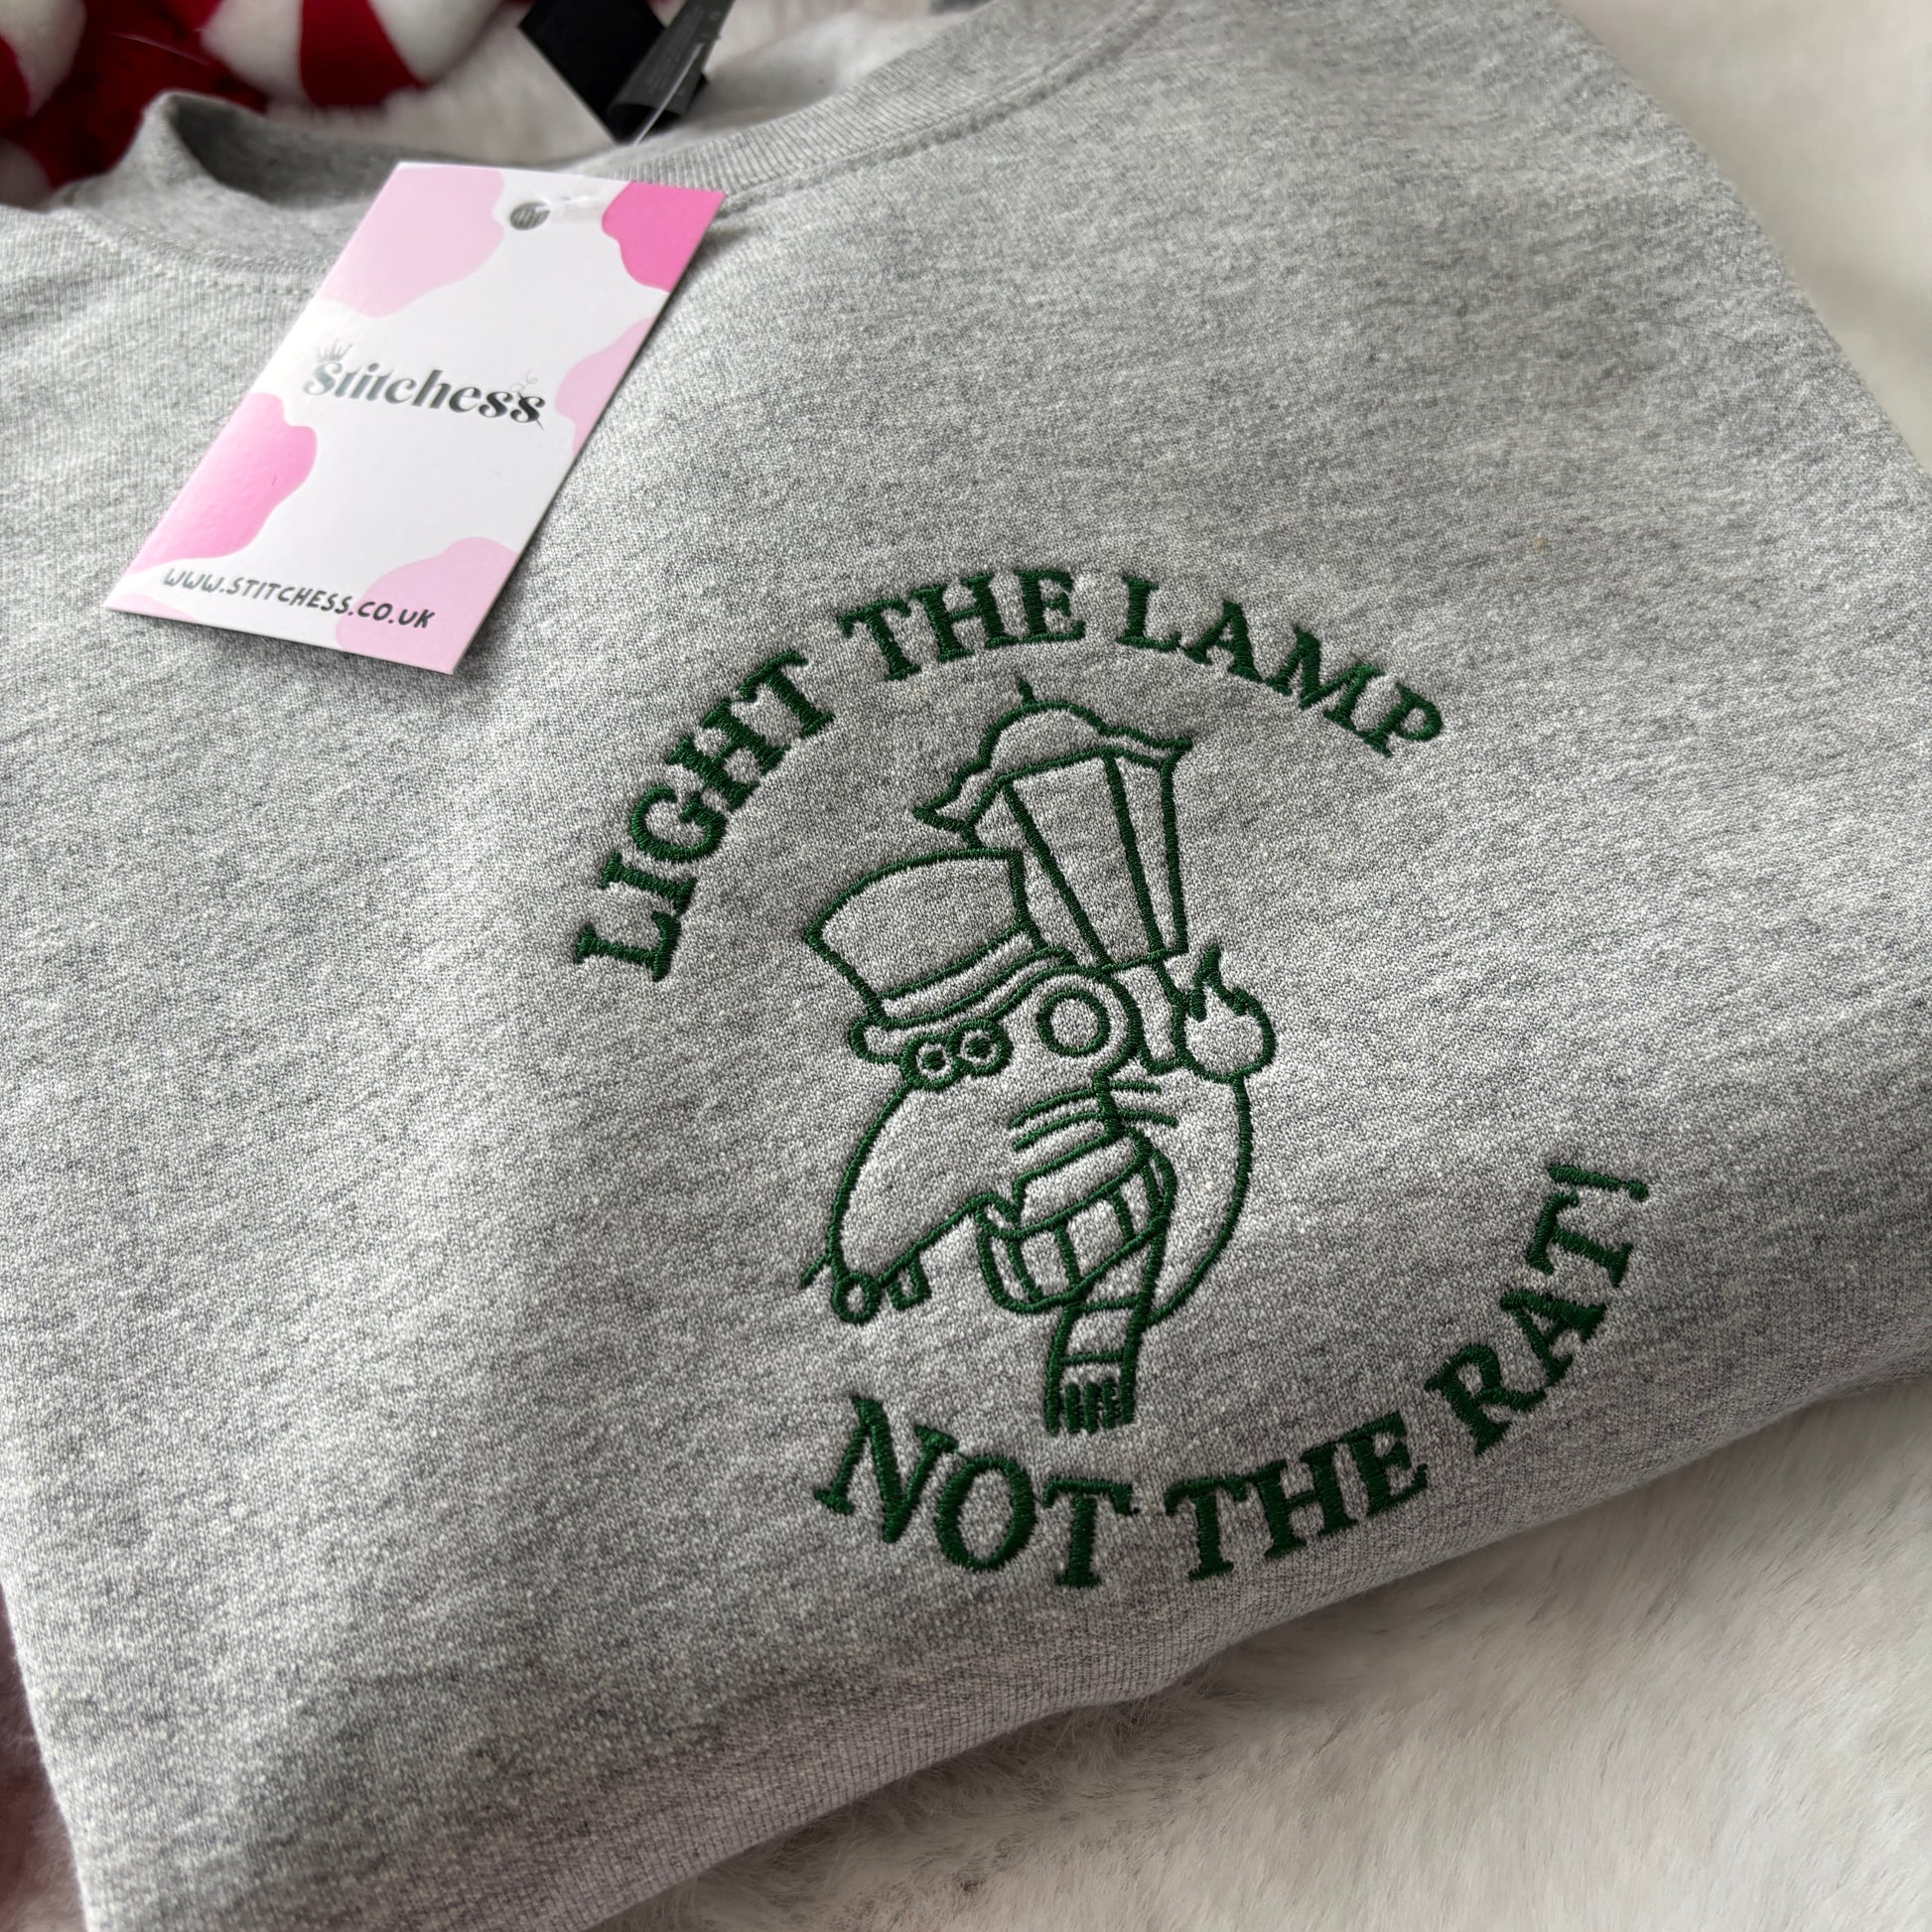 Stitchess
WWW.STITCHESS.CO.UK
LIGHT THE LAMP
NOT THE RAT!